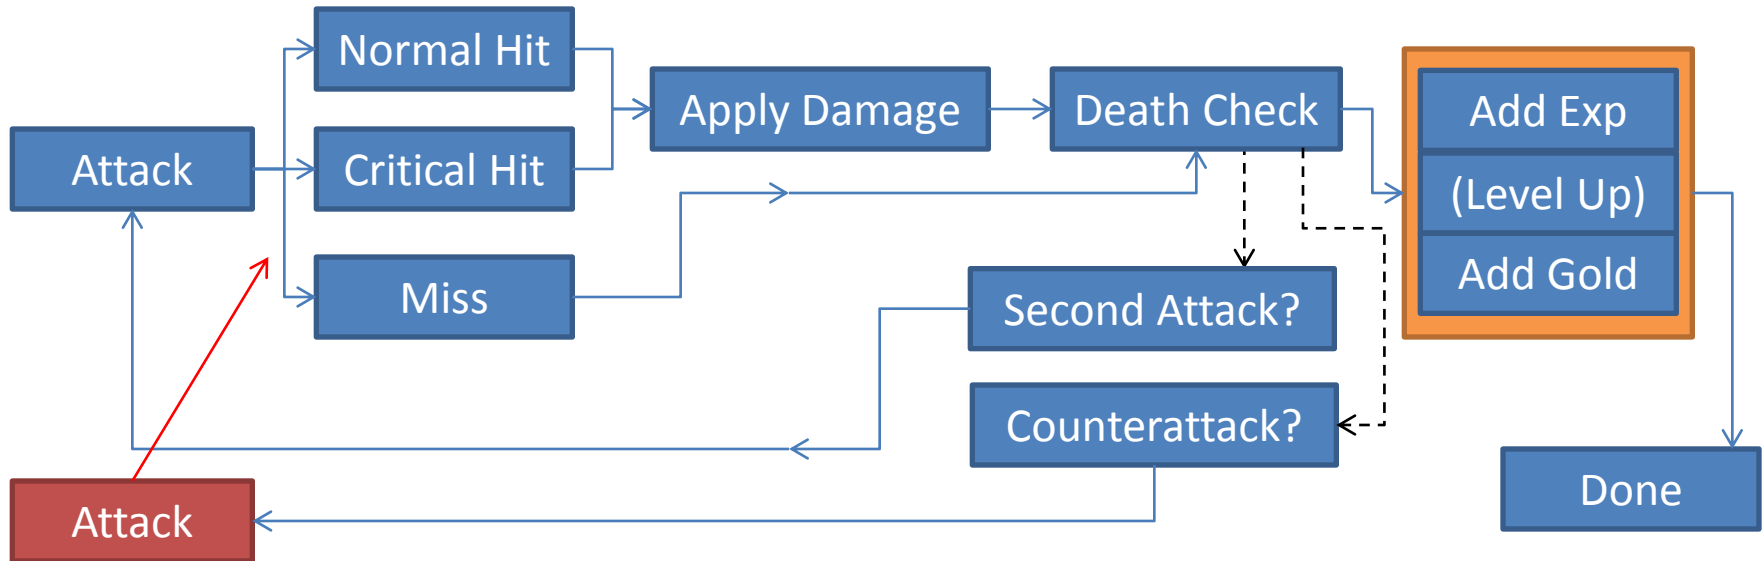 Normal Hit
Apply Damage
Death Check
Add Exp
Attack
Critical Hit
(Level Up)
Miss
Second Attack?
Add Gold
Counterattack?
Attack
Done